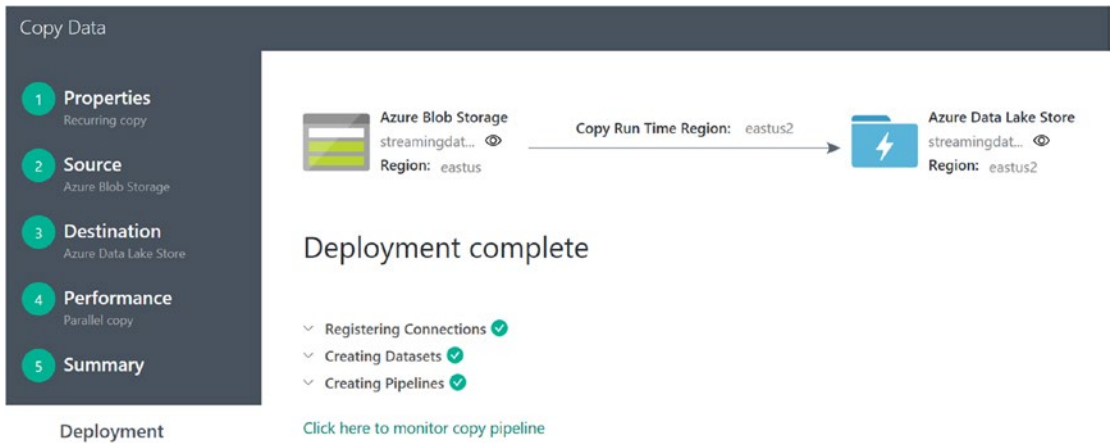 Copy Data
1 Properties
Recurring copy
2 Source
Azure Blob Storage
3 Destination
Azure Data Lake Store
4 Performance
Parallel copy
5 Summary
Deployment
Azure Blob Storage
streamingdat...
Region: eastus
Copy Run Time Region: eastus2
Azure Data Lake Store
streamingdat...
Region: eastus2
Deployment complete
Registering Connections
Creating Datasets
Creating Pipelines
Click here to monitor copy pipeline